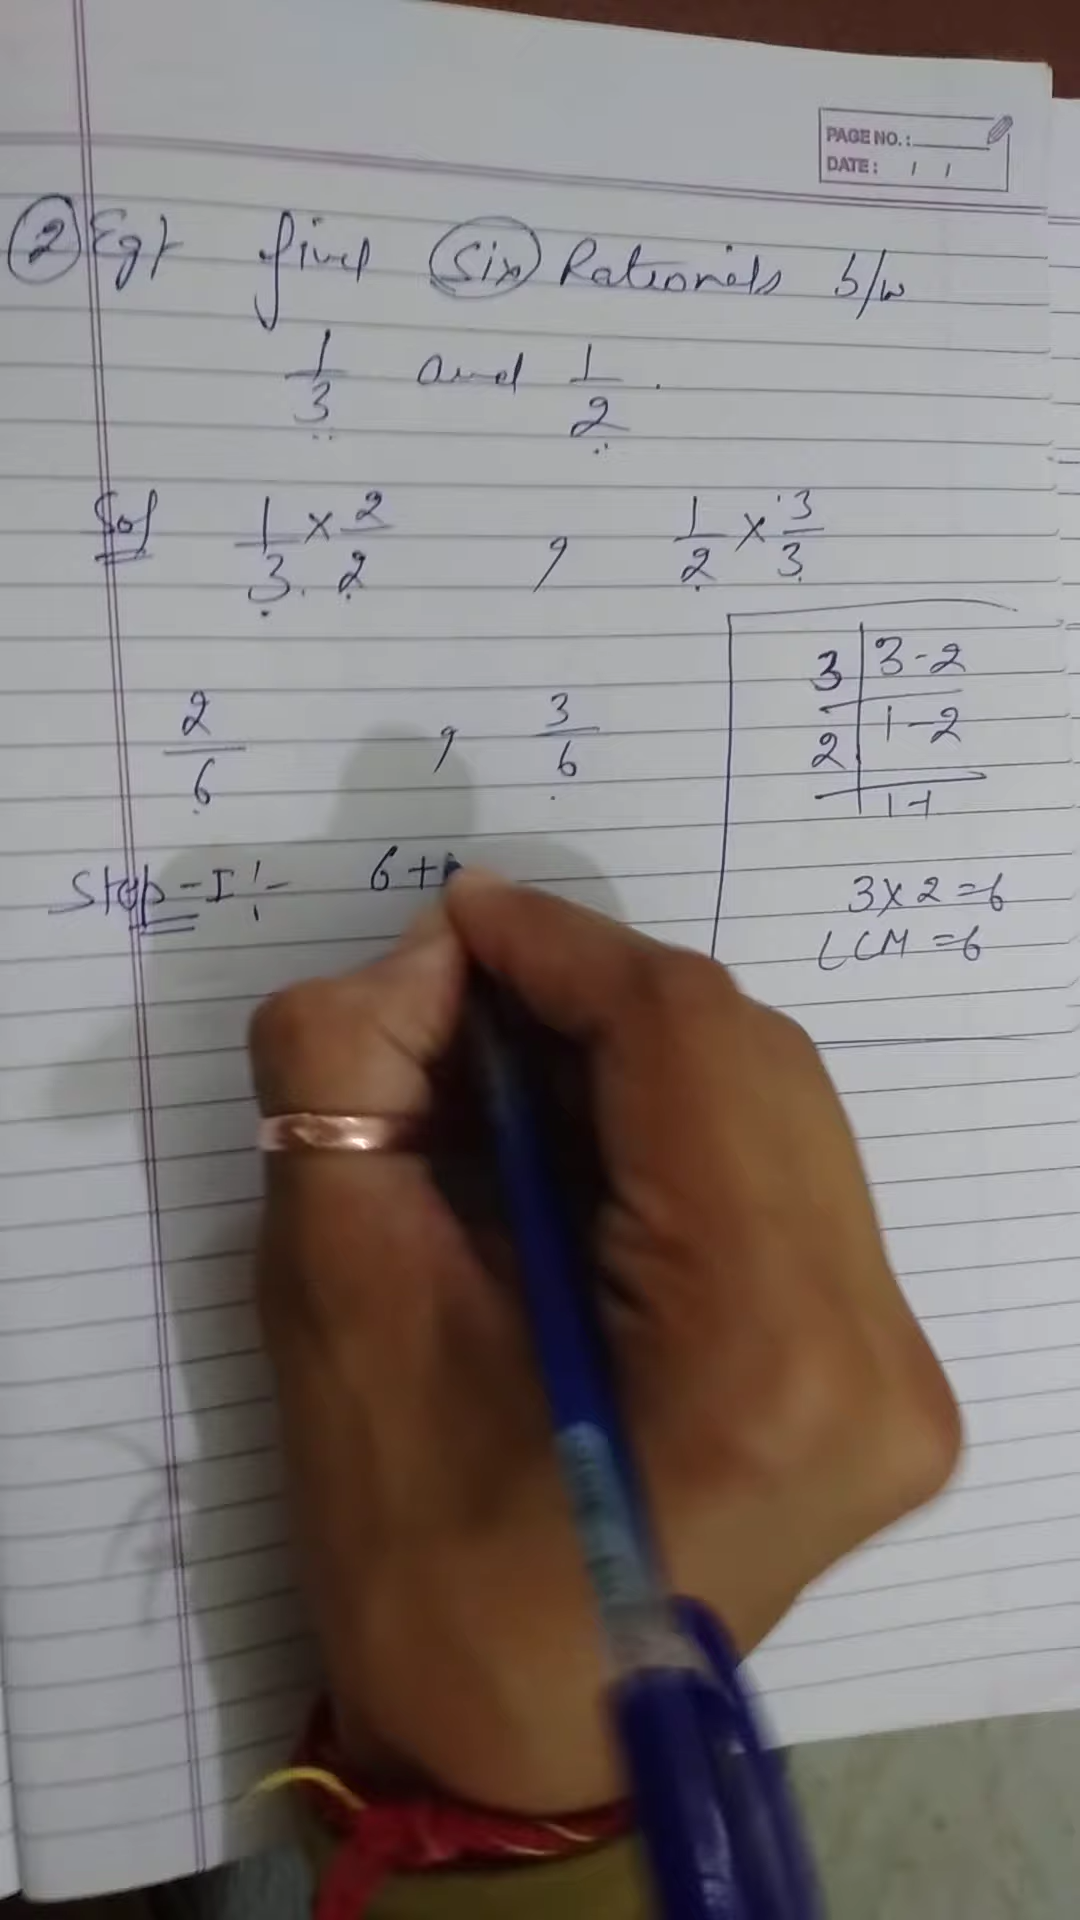 PAGE NO.:
DATE: / /
2 Eg:- find six Rationals b/w
1/3 and 1/2.
Sol 1/3 × 2/2 , 1/2 × 3/3
3 | 3-2
2/6 , 3/6
2 | 1-2
1-1
Step-I:- 6+
3×2=6
LCM=6